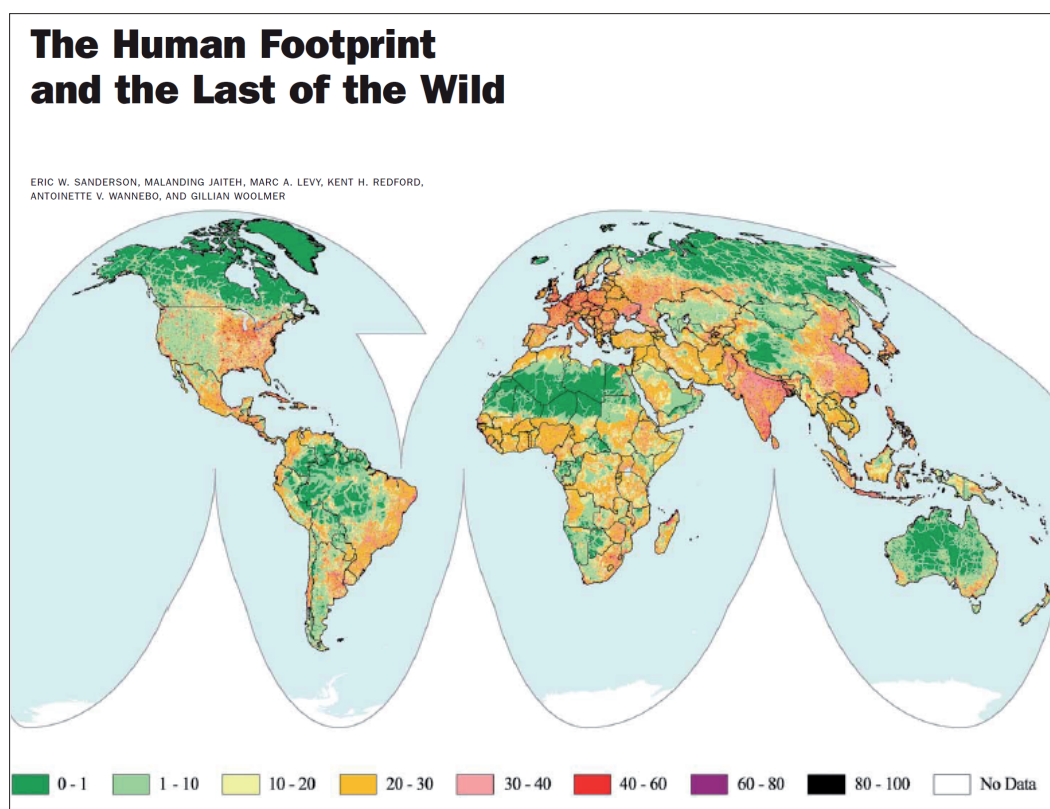 The Human Footprint
and the Last of the Wild
ERIC W. SANDERSON, MALANDING JAITEH, MARC A. LEVY, KENT H. REDFORD,
ANTOINETTE V. WANNEBO, AND GILLIAN WOOLMER
0 - 1 1 - 10 10 - 20 20 - 30 30 - 40 40 - 60 60 - 80 80 - 100 No Data